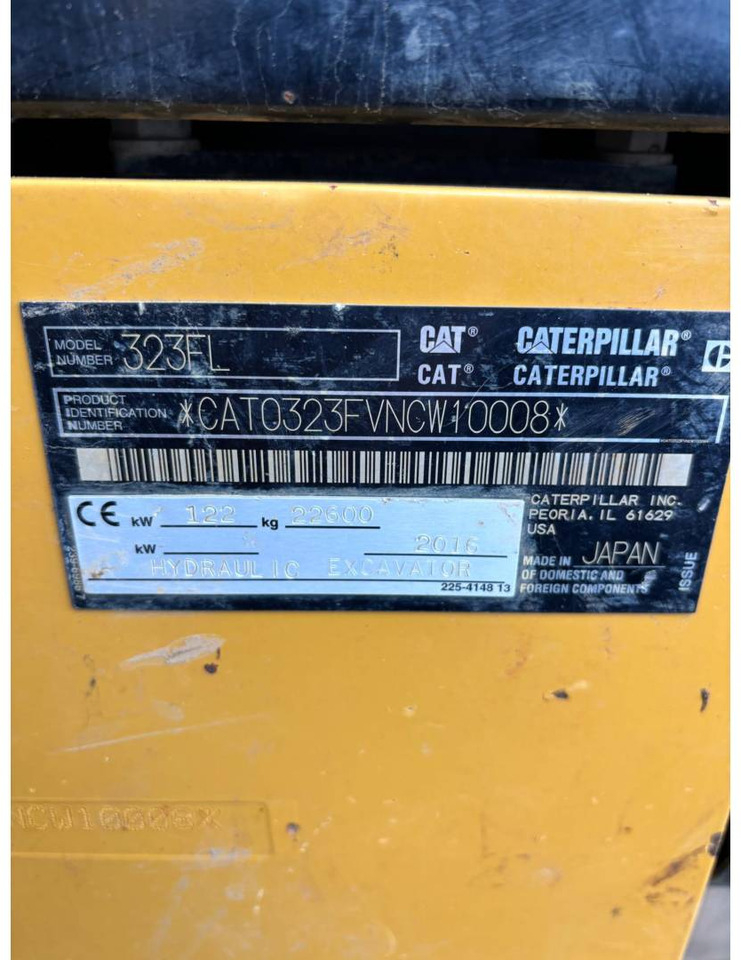 MODEL NUMBER 323FL
CAT® CATERPILLAR®
CAT® CATERPILLAR®
PRODUCT IDENTIFICATION NUMBER *CAT0323FVNCW10008*
CE kW 122 kg 22600
kW 2016
HYDRAULIC EXCAVATOR
225-4148 13
CATERPILLAR INC.
PEORIA, IL 61629
USA
MADE IN JAPAN
OF DOMESTIC AND
FOREIGN COMPONENTS
ISSUE